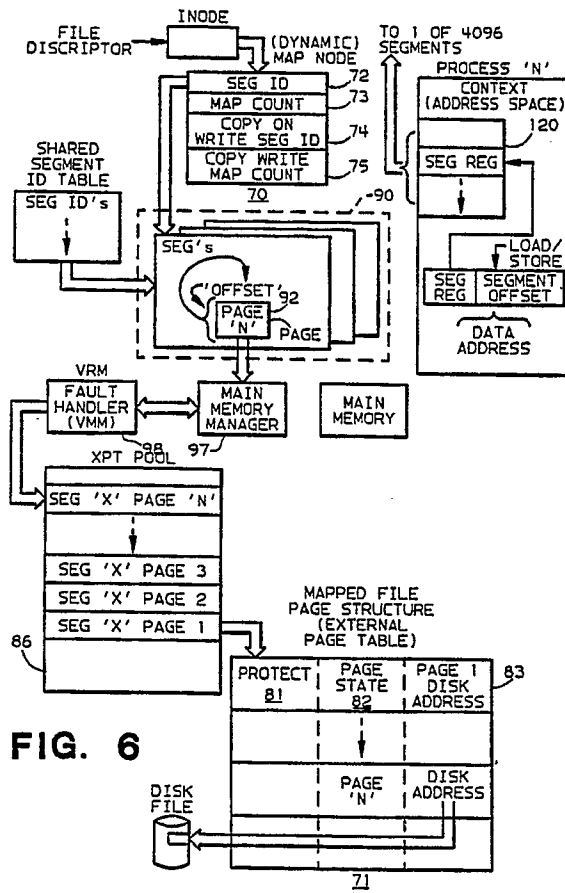 INODE
FILE
DISCRIPTOR
(DYNAMIC)
MAP NODE
SEG ID
72
MAP COUNT
73
COPY ON
WRITE SEG ID
74
COPY WRITE
MAP COUNT
75
70
TO 1 OF 4096
SEGMENTS
PROCESS 'N'
CONTEXT
(ADDRESS SPACE)
120
SEG REG
LOAD/
STORE
SEG
REG
SEGMENT
OFFSET
DATA
ADDRESS
SHARED
SEGMENT
ID TABLE
SEG ID's
90
SEG's
'OFFSET'
92
PAGE
'N'
PAGE
VRM
FAULT
HANDLER
(VMM)
98
MAIN
MEMORY
MANAGER
97
MAIN
MEMORY
XPT POOL
SEG 'X' PAGE 'N'
SEG 'X' PAGE 3
SEG 'X' PAGE 2
SEG 'X' PAGE 1
86
MAPPED FILE
PAGE STRUCTURE
(EXTERNAL
PAGE TABLE)
PROTECT
81
PAGE
STATE
82
PAGE 1
DISK
ADDRESS
83
PAGE
'N'
DISK
ADDRESS
71
DISK
FILE
FIG. 6